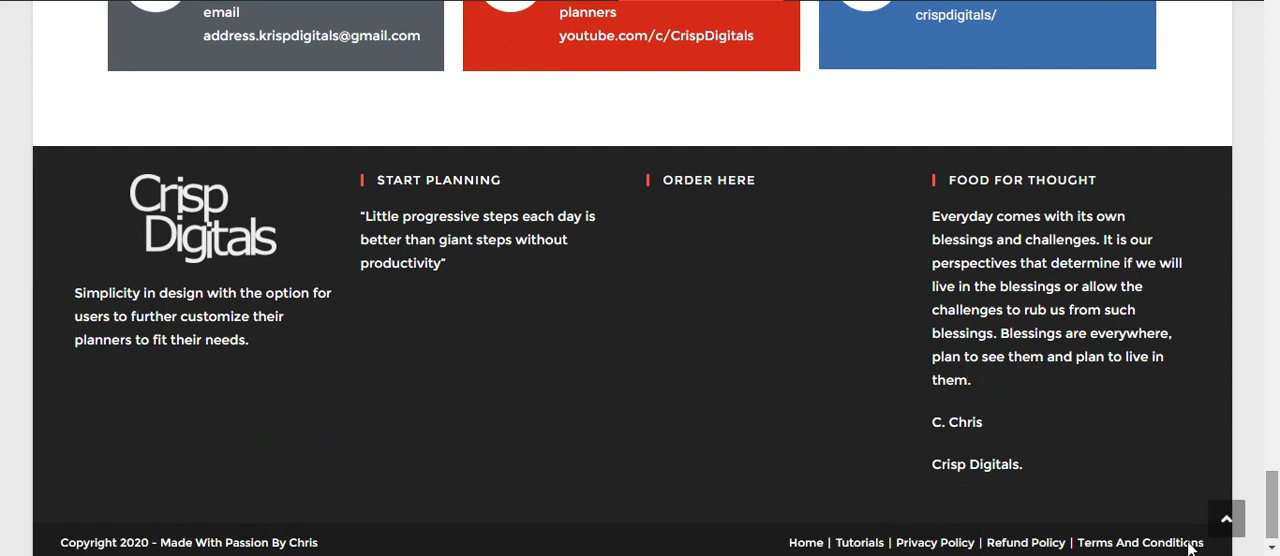 email
address.krispdigitals@gmail.com
planners
youtube.com/c/CrispDigitals
crispdigitals/
Crisp
Digitals
Simplicity in design with the option for
users to further customize their
planners to fit their needs.
START PLANNING
"Little progressive steps each day is
better than giant steps without
productivity"
ORDER HERE
FOOD FOR THOUGHT
Everyday comes with its own
blessings and challenges. It is our
perspectives that determine if we will
live in the blessings or allow the
challenges to rub us from such
blessings. Blessings are everywhere,
plan to see them and plan to live in
them.
C. Chris
Crisp Digitals.
Copyright 2020 - Made With Passion By Chris
Home | Tutorials | Privacy Policy | Refund Policy | Terms And Conditions